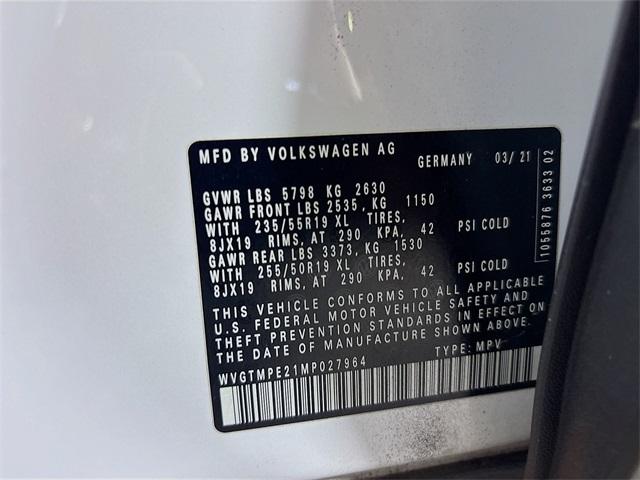 MFD BY VOLKSWAGEN AG GERMANY 03/21
GVWR LBS 5798 KG 2630
GAWR FRONT LBS 2535, KG 1150
WITH 235/55R19 XL TIRES,
8JX19 RIMS, AT 290 KPA, 42 PSI COLD
GAWR REAR LBS 3373, KG 1530
WITH 255/50R19 XL TIRES,
8JX19 RIMS, AT 290 KPA, 42 PSI COLD
THIS VEHICLE CONFORMS TO ALL APPLICABLE
U.S. FEDERAL MOTOR VEHICLE SAFETY AND
THEFT PREVENTION STANDARDS IN EFFECT ON
THE DATE OF MANUFACTURE SHOWN ABOVE.
WVGTMPE21MP027964 TYPE: MPV
1055876 3633 02